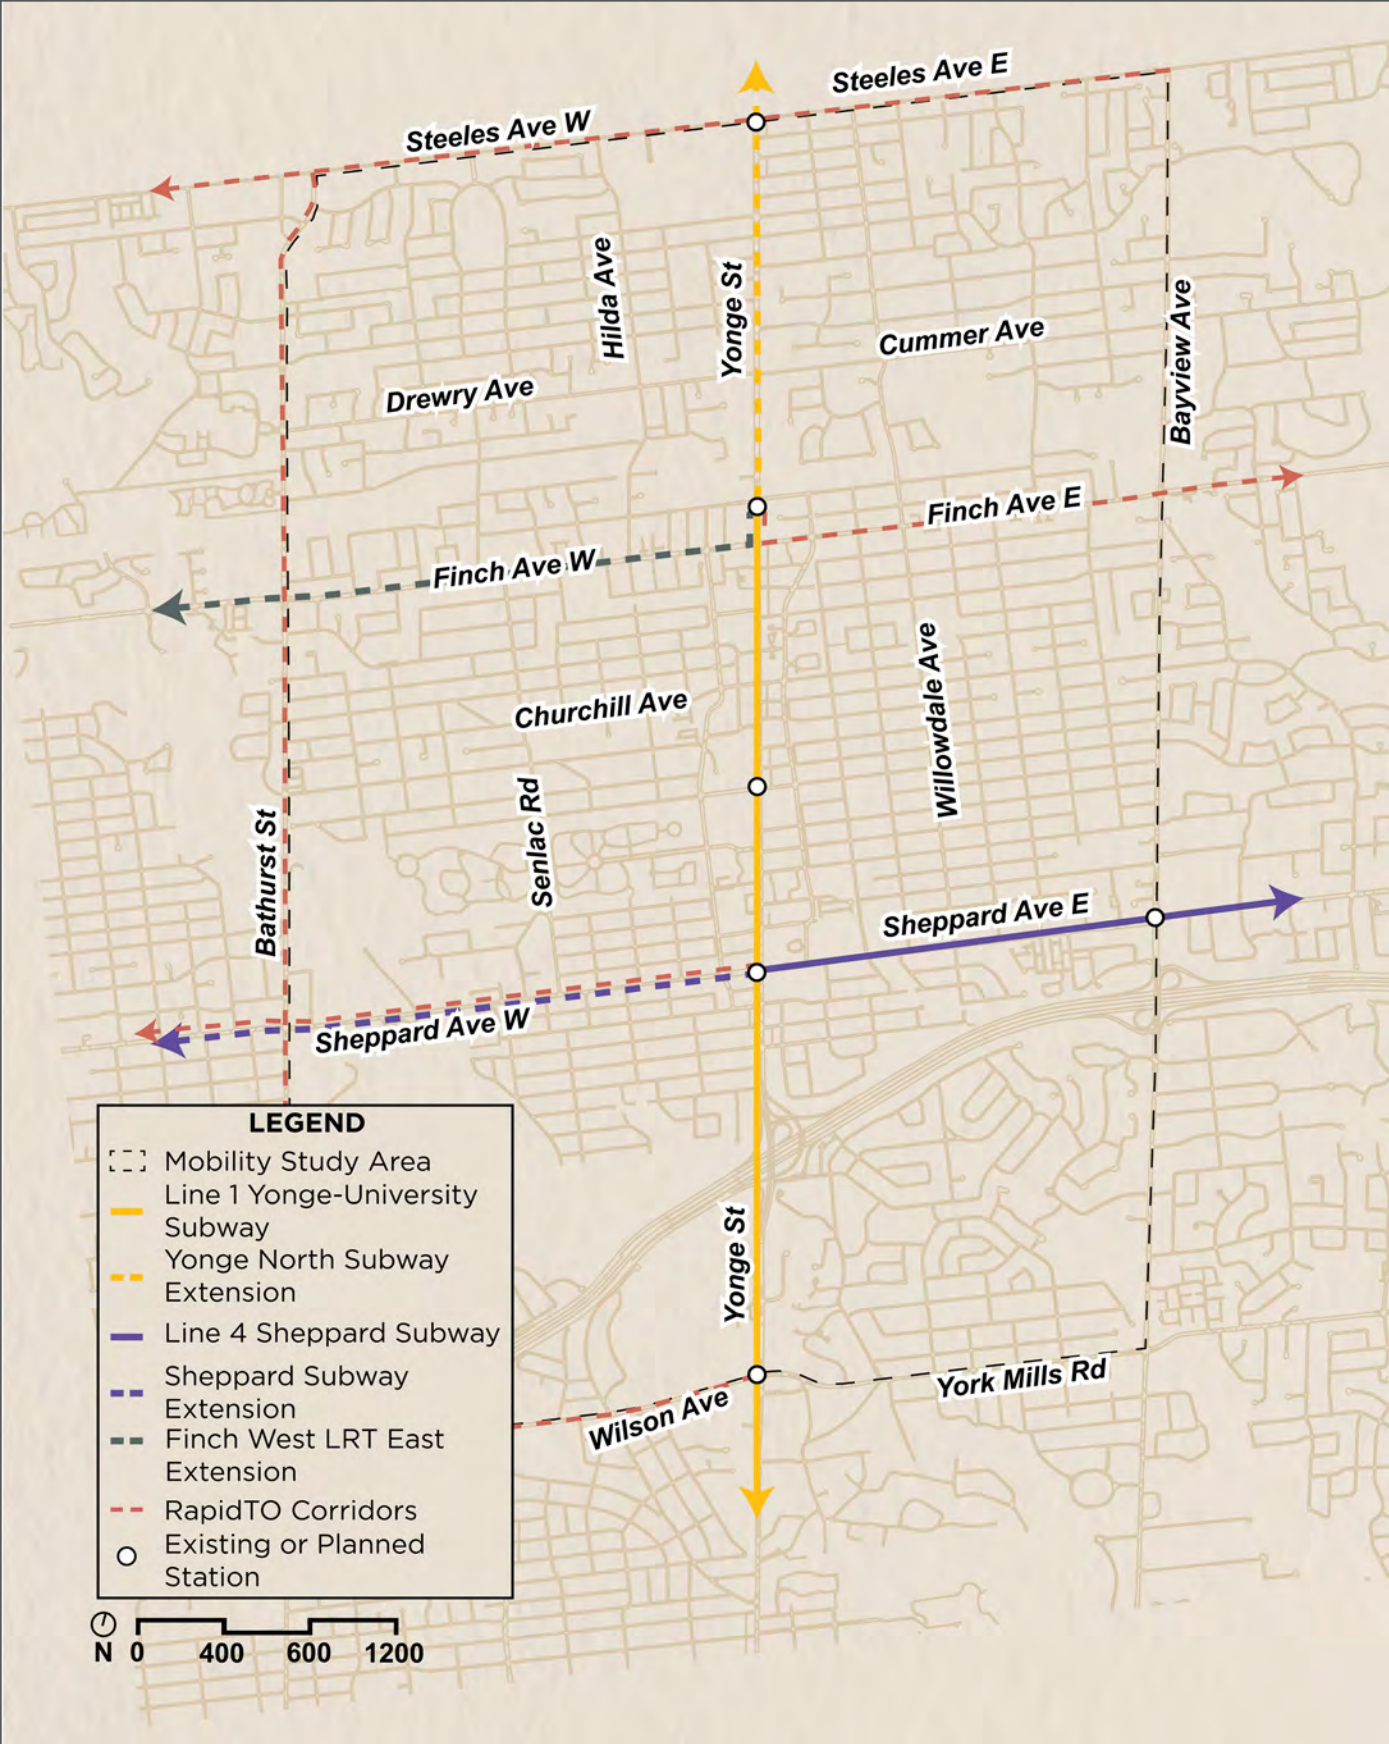 Steeles Ave E
Steeles Ave W
Hilda Ave
Yonge St
Cummer Ave
Bayview Ave
Drewry Ave
Finch Ave E
Finch Ave W
Willowdale Ave
Churchill Ave
Senlac Rd
Bathurst St
Sheppard Ave E
Sheppard Ave W
LEGEND
Mobility Study Area
Line 1 Yonge-University
Subway
Yonge North Subway
Extension
Line 4 Sheppard Subway
Sheppard Subway
Extension
Finch West LRT East
Extension
RapidTO Corridors
Existing or Planned
Station
Yonge St
York Mills Rd
Wilson Ave
N 0 400 600 1200